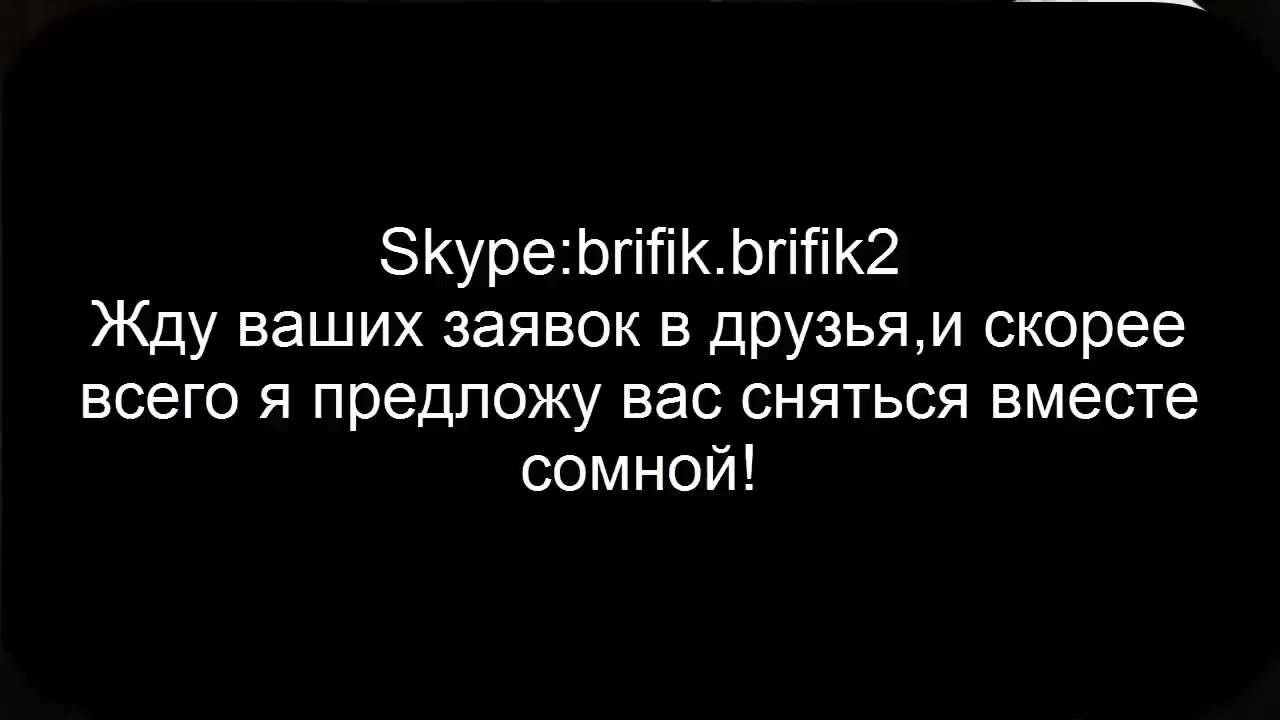 Skype:brifik.brifik2
Жду ваших заявок в друзья,и скорее
всего я предложу вас сняться вместе
сомной!